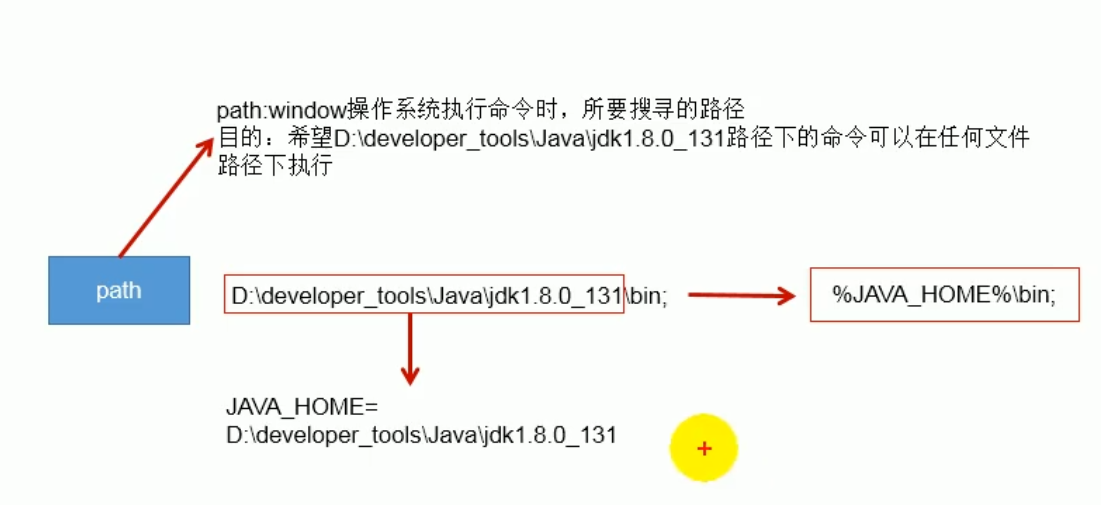 path:window操作系统执行命令时，所要搜寻的路径
目的：希望D:\developer_tools\Java\jdk1.8.0_131路径下的命令可以在任何文件
路径下执行
path
D:\developer_tools\Java\jdk1.8.0_131\bin;
%JAVA_HOME%\bin;
JAVA_HOME=
D:\developer_tools\Java\jdk1.8.0_131